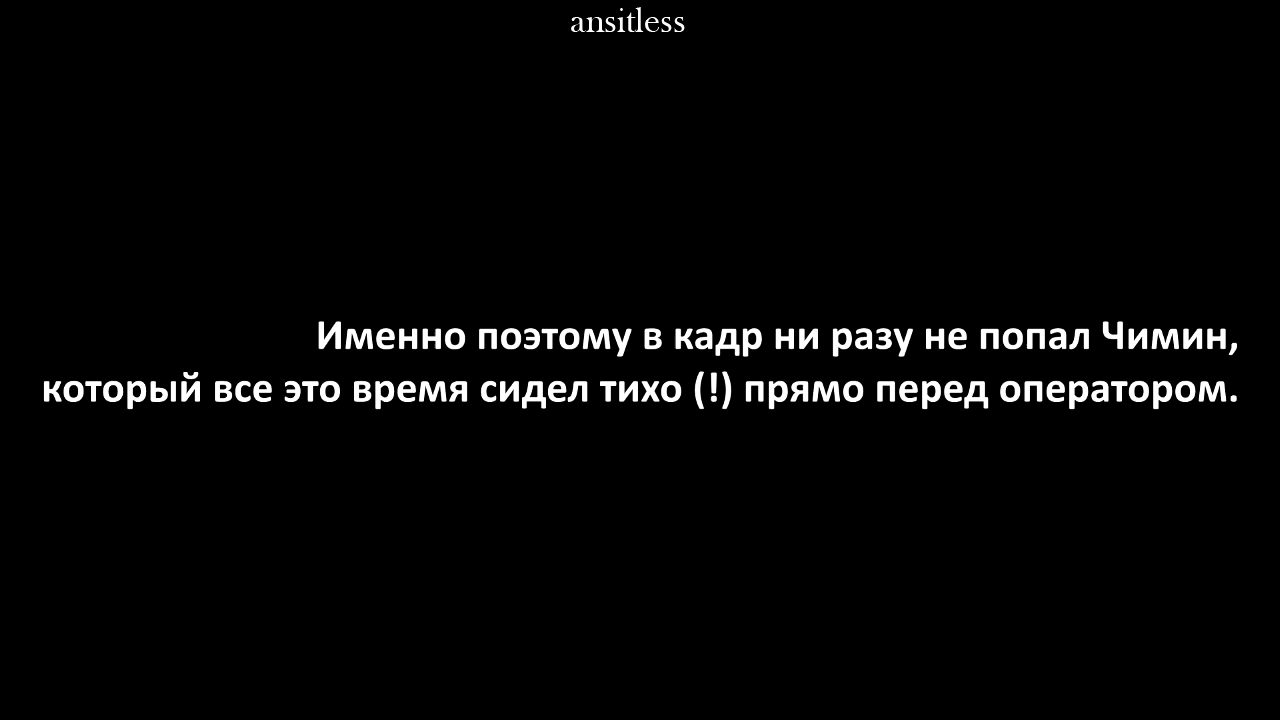 ansitless
Именно поэтому в кадр ни разу не попал Чимин,
который все это время сидел тихо (!) прямо перед оператором.